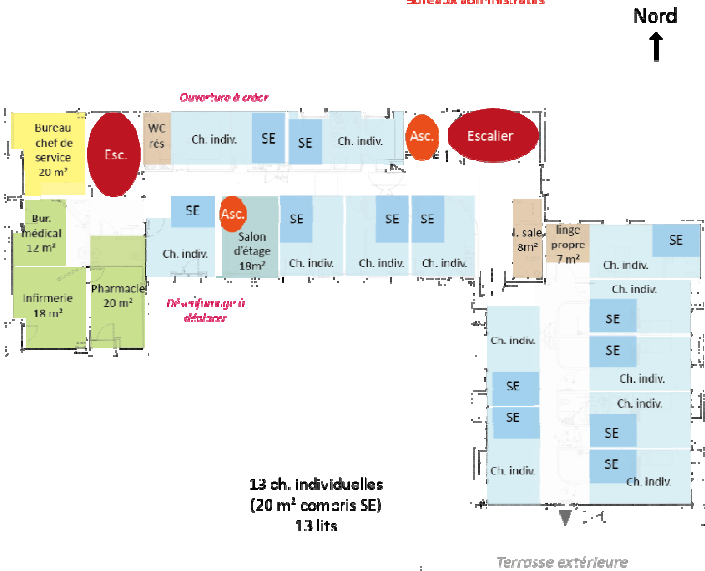 Bureaux administratifs
Nord
Ouverture à créer
Bureau
chef de
service
20 m²
Esc.
WC
rés
Ch. indiv.
SE
SE
Ch. indiv.
Asc.
Escalier
Bur.
médical
12 m²
SE
Asc.
Salon
d'étage
18m²
Ch. indiv.
SE
Ch. indiv.
SE
Ch. indiv.
SE
Ch. indiv.
sale
8m²
linge
propre
7 m²
SE
Ch. indiv.
Infirmerie
18 m²
Pharmacie
20 m²
Désenfumage à
déplacer
Ch. indiv.
SE
SE
Ch. indiv.
Ch. indiv.
SE
SE
Ch. indiv.
Ch. indiv.
SE
SE
Ch. indiv.
13 ch. individuelles
(20 m² compris SE)
13 lits
Terrasse extérieure